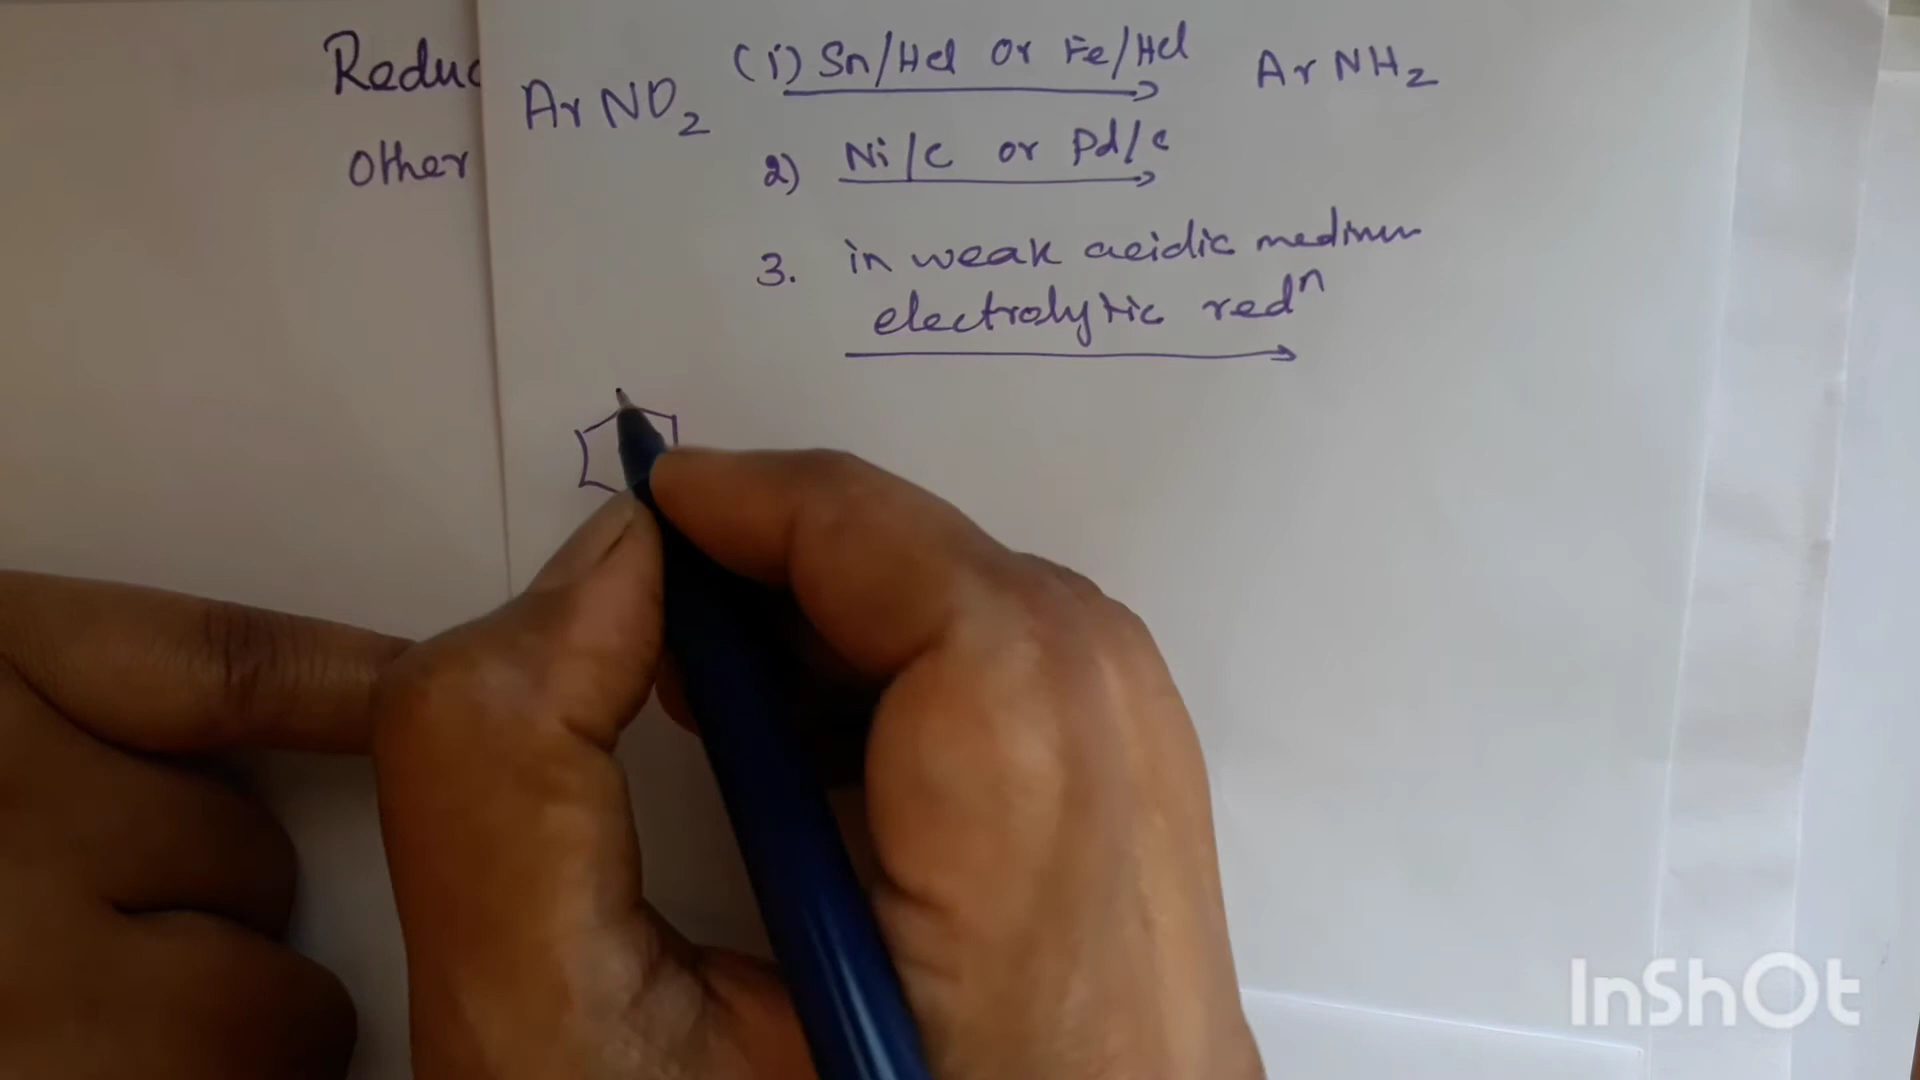 Reduc
other
ArNO2 (i) Sn/Hcl or Fe/Hcl ArNH2
2) Ni/c or Pd/c
3. in weak acidic medium
electrolytic redn
InShOt